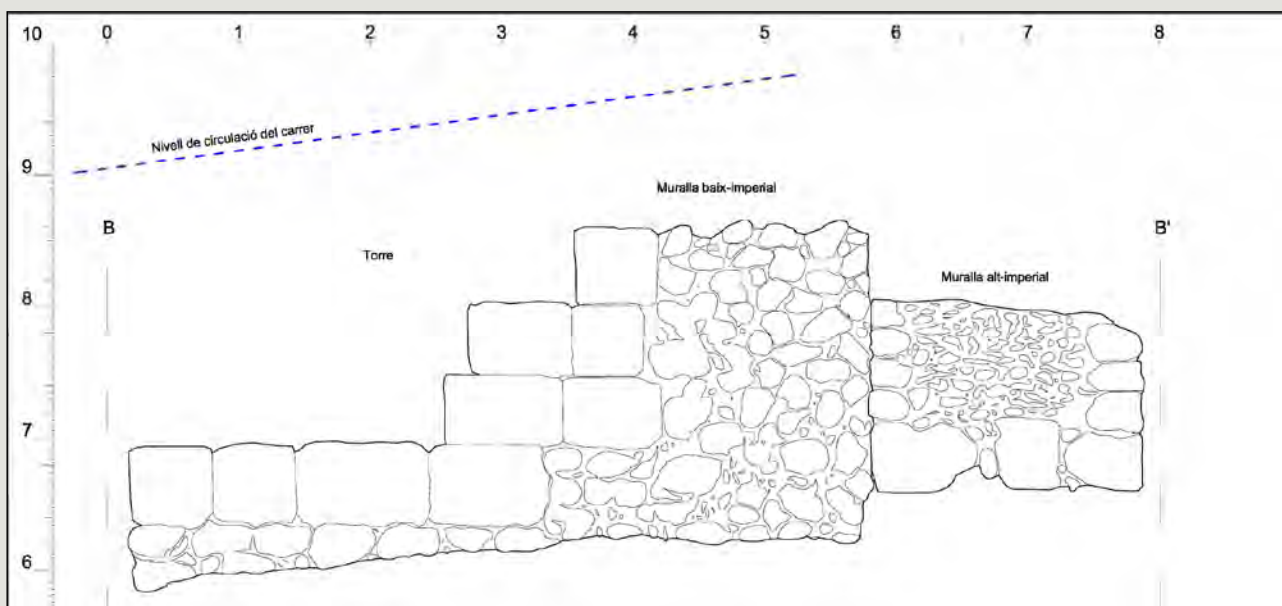 10 0 1 2 3 4 5 6 7 8
Nivell de circulació del carrer
9
Muralla baix-imperial
B B'
Torre
Muralla alt-imperial
8
7
6